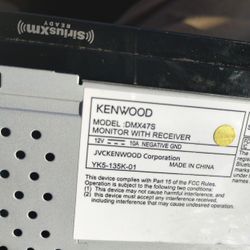 SiriusXM
READY
KENWOOD
MODEL :DMX47S
MONITOR WITH RECEIVER
12V ⎓ 10A NEGATIVE GND
JVCKENWOOD Corporation
YK5-135K-01 MADE IN CHINA
This device complies with Part 15 of the FCC Rules.
Operation is subject to the following two conditions:
(1) This device may not cause harmful interference, and
(2) this device must accept any interference received,
including interference that may cause undesired operation.